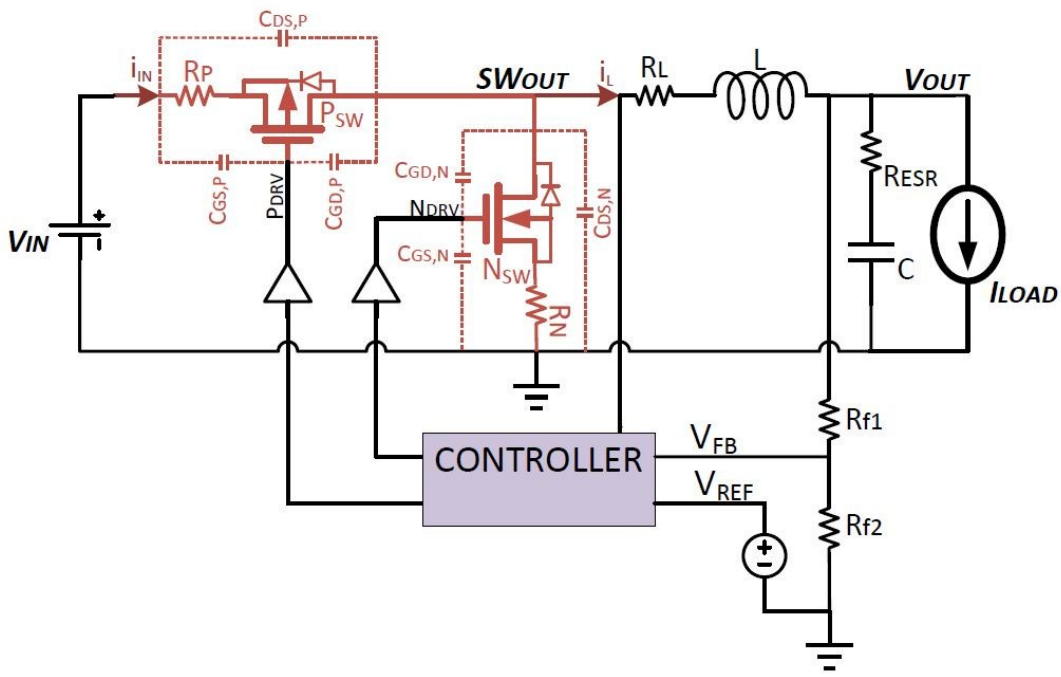 CDS,P
iIN
RP
SWOUT
iL
RL
L
VOUT
PSW
CGS,P
PDRV
CGD,P
CGD,N
NDRV
CGS,N
CDS,N
NSW
RN
RESR
C
ILOAD
VIN
+
-
CONTROLLER
VFB
VREF
Rf1
Rf2
+
-